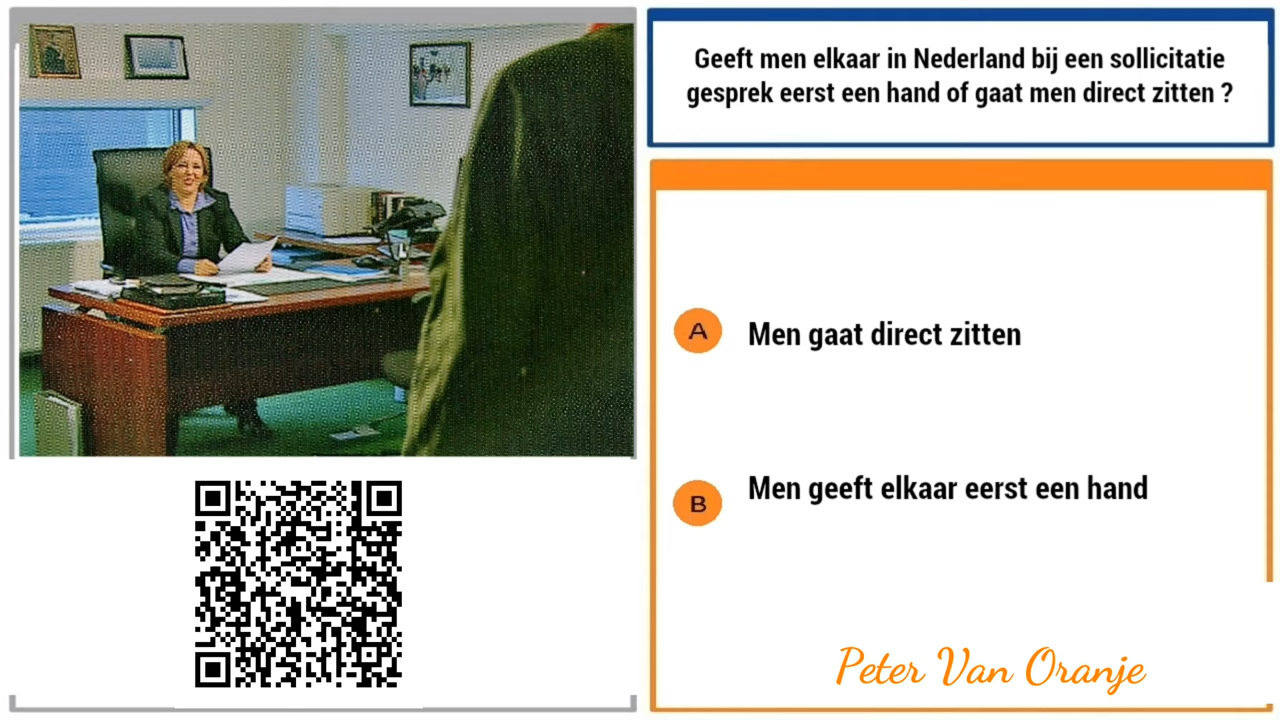 Geeft men elkaar in Nederland bij een sollicitatie
gesprek eerst een hand of gaat men direct zitten ?
A
Men gaat direct zitten
B
Men geeft elkaar eerst een hand
Peter Van Oranje